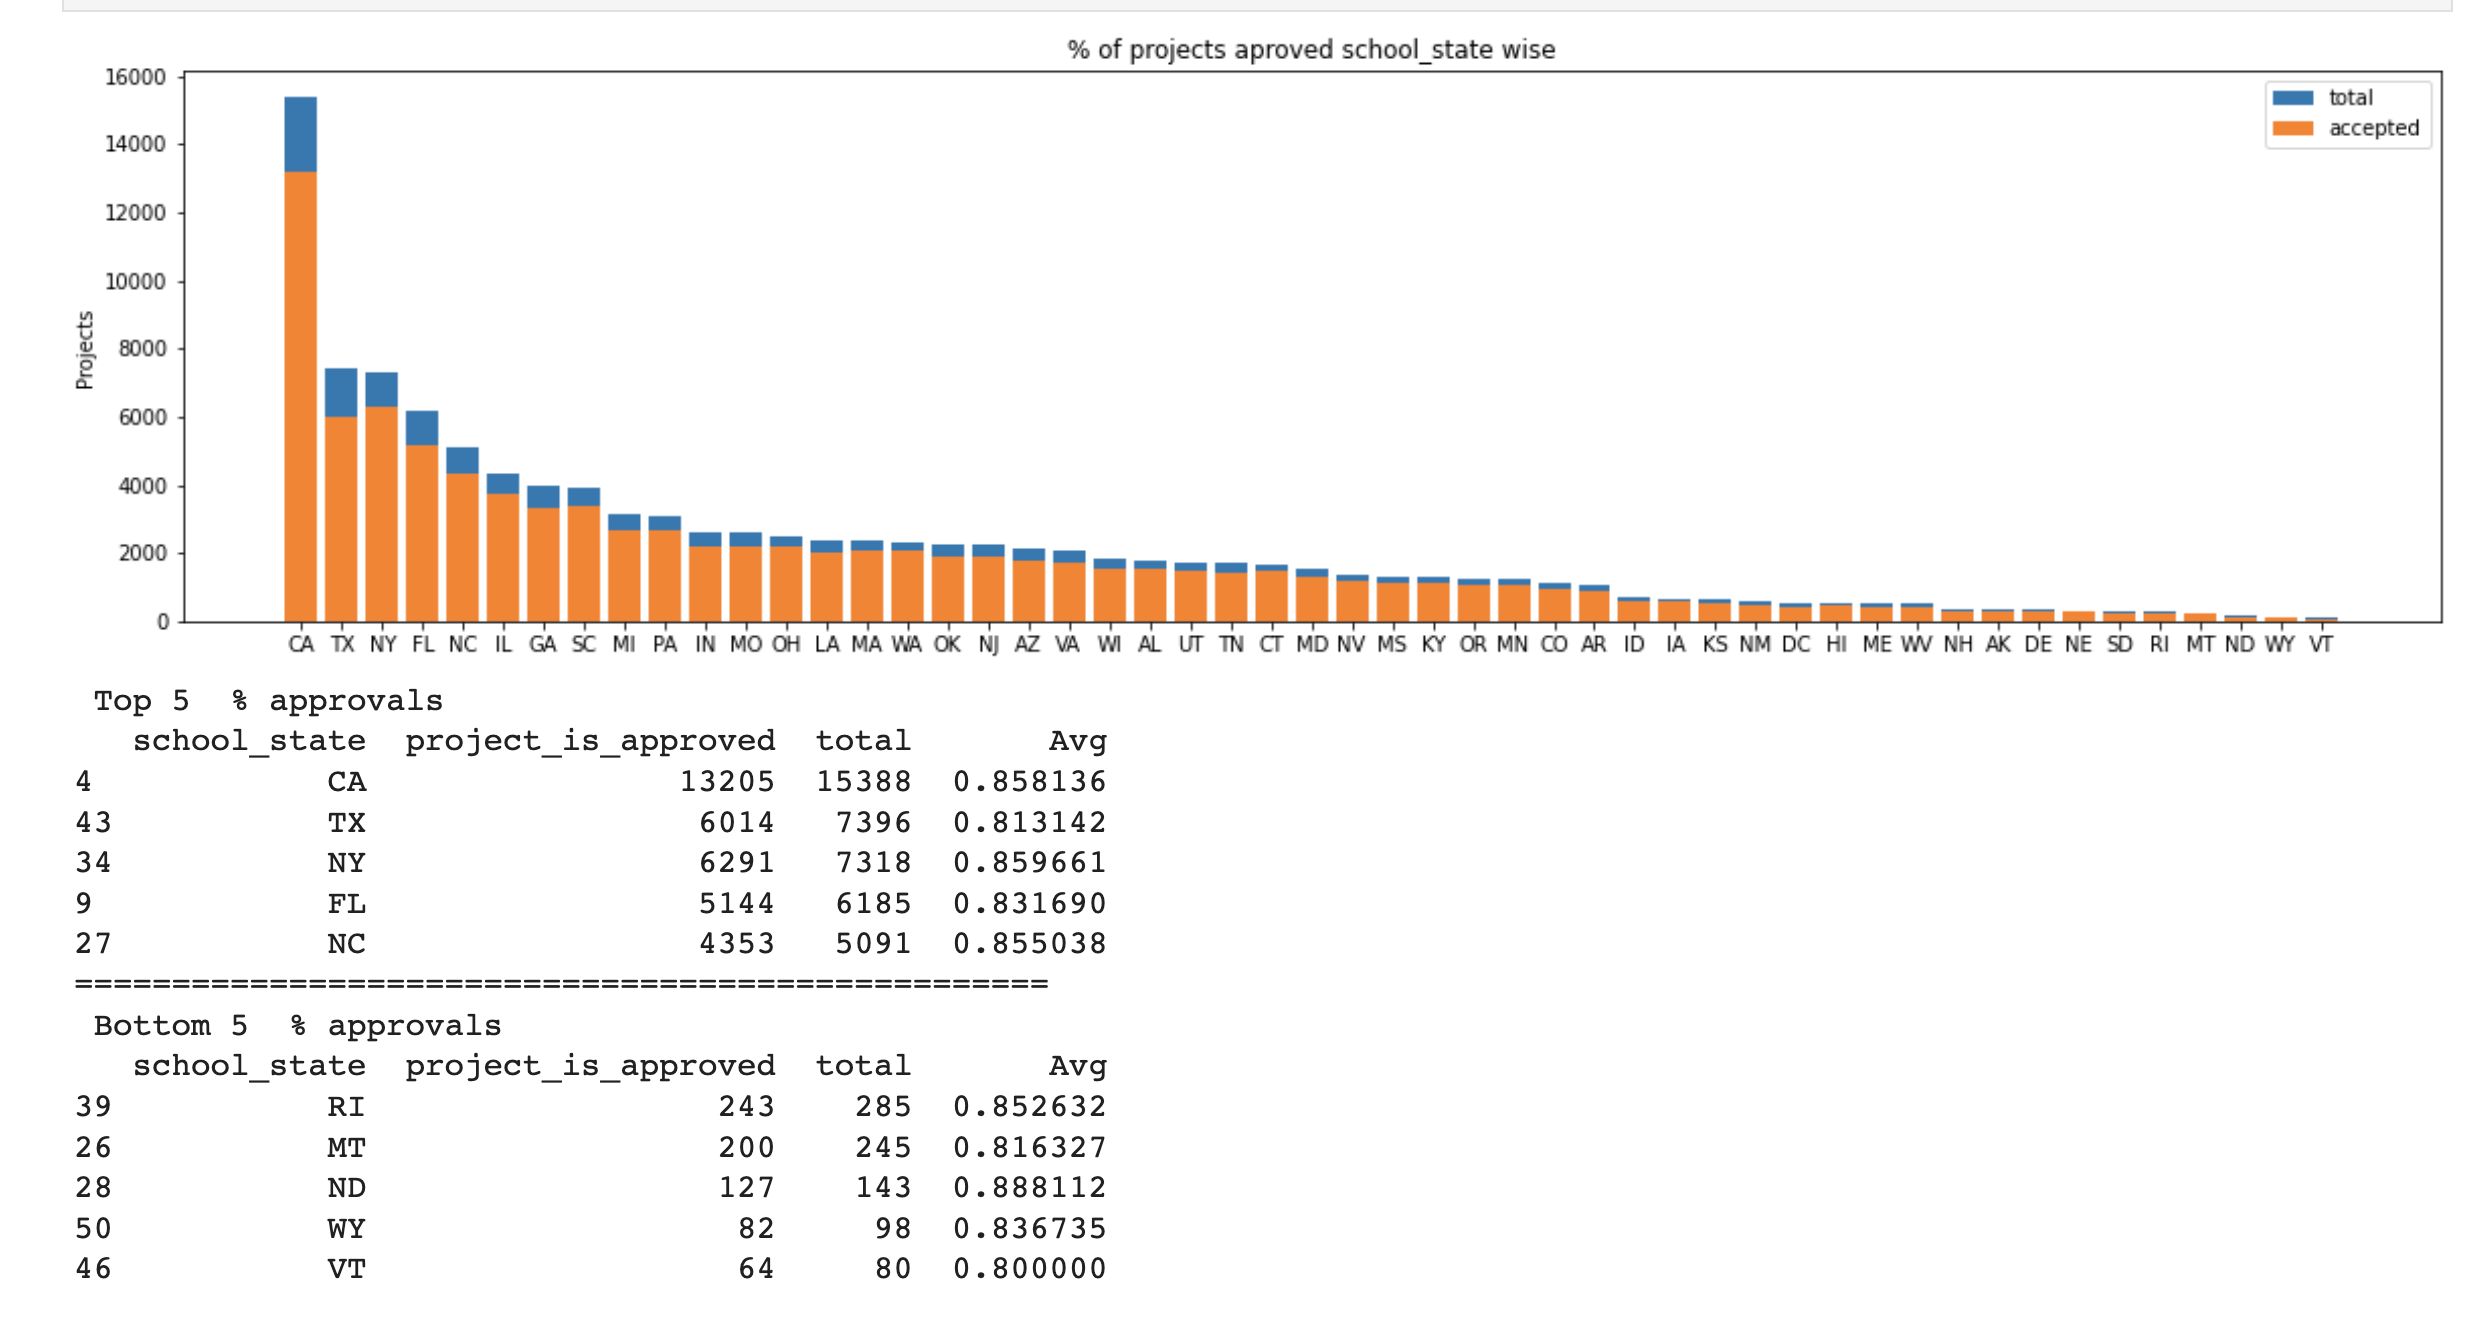 % of projects aproved school_state wise
16000
14000
12000
10000
8000
6000
4000
2000
0
Projects
total
accepted
CA TX NY FL NC IL GA SC MI PA IN MO OH LA MA WA OK NJ AZ VA WI AL UT TN CT MD NV MS KY OR MN CO AR ID IA KS NM DC HI ME WV NH AK DE NE SD RI MT ND WY VT
Top 5  % approvals
school_state  project_is_approved  total       Avg
4            CA                13205  15388  0.858136
43           TX                 6014   7396  0.813142
34           NY                 6291   7318  0.859661
9            FL                 5144   6185  0.831690
27           NC                 4353   5091  0.855038
==================================================
Bottom 5  % approvals
school_state  project_is_approved  total       Avg
39           RI                  243    285  0.852632
26           MT                  200    245  0.816327
28           ND                  127    143  0.888112
50           WY                   82     98  0.836735
46           VT                   64     80  0.800000